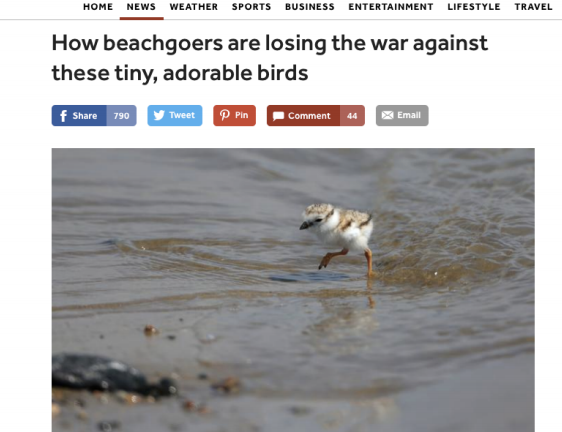 HOME NEWS WEATHER SPORTS BUSINESS ENTERTAINMENT LIFESTYLE TRAVEL
How beachgoers are losing the war against
these tiny, adorable birds
Share 790 Tweet Pin Comment 44 Email